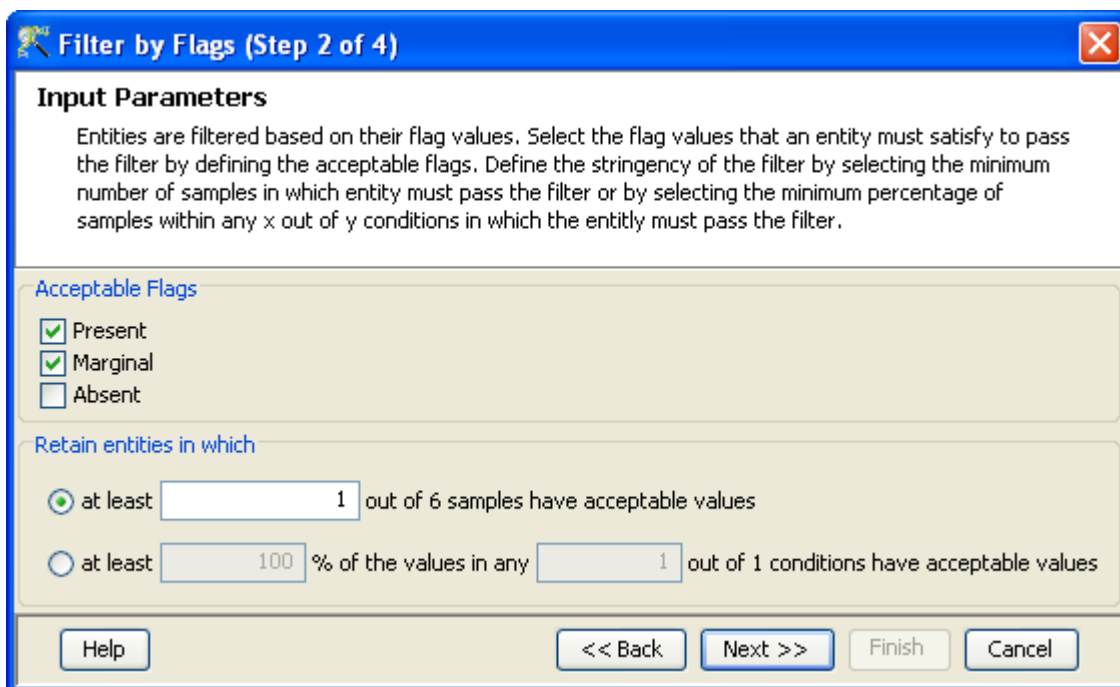 Filter by Flags (Step 2 of 4)
Input Parameters
Entities are filtered based on their flag values. Select the flag values that an entity must satisfy to pass
the filter by defining the acceptable flags. Define the stringency of the filter by selecting the minimum
number of samples in which entity must pass the filter or by selecting the minimum percentage of
samples within any x out of y conditions in which the entitly must pass the filter.
Acceptable Flags
Present
Marginal
Absent
Retain entities in which
at least 1 out of 6 samples have acceptable values
at least 100 % of the values in any 1 out of 1 conditions have acceptable values
Help << Back Next >> Finish Cancel